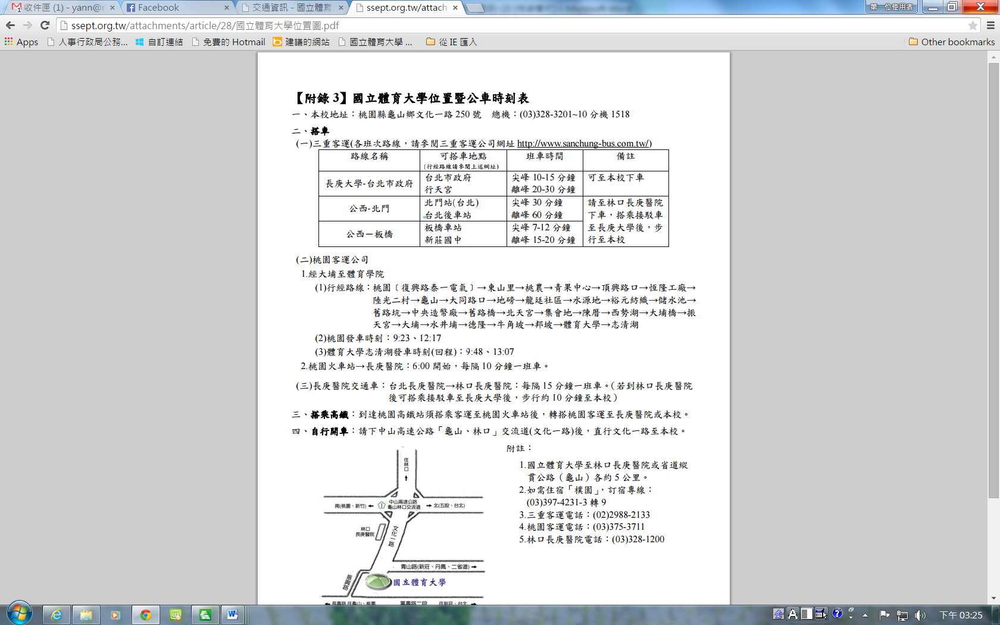 收件匣 (1) - yann@r
Facebook
交通資訊 - 國立體育
ssept.org.tw/attach
第一位使用者
ssept.org.tw/attachments/article/28/國立體育大學位置圖.pdf
Apps 人事行政局公務... 自訂連結 免費的 Hotmail 建議的網站 國立體育大學 ... 從 IE 匯入 Other bookmarks
【附錄 3】國立體育大學位置暨公車時刻表
一、本校地址：桃園縣龜山鄉文化一路 250 號 總機：(03)328-3201~10 分機 1518
二、搭車
(一)三重客運(各班次路線，請參閱三重客運公司網址 http://www.sanchung-bus.com.tw/)
路線名稱 可搭車地點 班車時間 備註
(行經路線請參閱上述網址)
長庚大學-台北市政府
台北市政府
行天宮
尖峰 10-15 分鐘
離峰 20-30 分鐘
可至本校下車
公西-北門
北門站(台北)
台北後車站
尖峰 30 分鐘
離峰 60 分鐘
請至林口長庚醫院
下車，搭乘接駁車
至長庚大學後，步
行至本校
公西－板橋
板橋車站
新莊國中
尖峰 7-12 分鐘
離峰 15-20 分鐘
(二)桃園客運公司
1.經大埔至體育學院
(1)行經路線：桃園﹝復興路泰一電氣﹞→東山里→桃農→青果中心→頂興路口→恆隆工廠→
陸光二村→龜山→大同路口→地磅→龍廷社區→水源地→裕元紡織→儲水池→
舊路坑→中央造幣廠→舊路橋→北天宮→集會地→陳厝→西勢湖→大埔橋→振
天宮→大埔→水井埔→德隆→牛角坡→邦坡→體育大學→志清湖
(2)桃園發車時刻：9:23、12:17
(3)體育大學志清湖發車時刻(回程)：9:48、13:07
2.桃園火車站→長庚醫院：6:00 開始，每隔 10 分鐘一班車。
(三)長庚醫院交通車：台北長庚醫院→林口長庚醫院：每隔 15 分鐘一班車。(若到林口長庚醫院
後可搭乘接駁車至長庚大學後，步行約 10 分鐘至本校)
三、搭乘高鐵：到達桃園高鐵站須搭乘客運至桃園火車站後，轉搭桃園客運至長庚醫院或本校。
四、自行開車：請下中山高速公路「龜山、林口」交流道(文化一路)後，直行文化一路至本校。
附註：
1.國立體育大學至林口長庚醫院或省道縱
貫公路（龜山）各約 5 公里。
2.如需住宿「樸園」，訂宿專線：
(03)397-4231-3 轉 9
3.三重客運電話：(02)2988-2133
4.桃園客運電話：(03)375-3711
5.林口長庚醫院電話：(03)328-1200
往林口
南(桃園、新竹)
1
中山高速公路
龜山林口交流道
北(五股、台北)
林口
長庚醫院
文化一路
青山路(新莊、丹鳳、二省道)
振興路
國立體育大學
長壽路 往龜山、桃園 萬壽路二段 往新莊、台北
下午 03:25